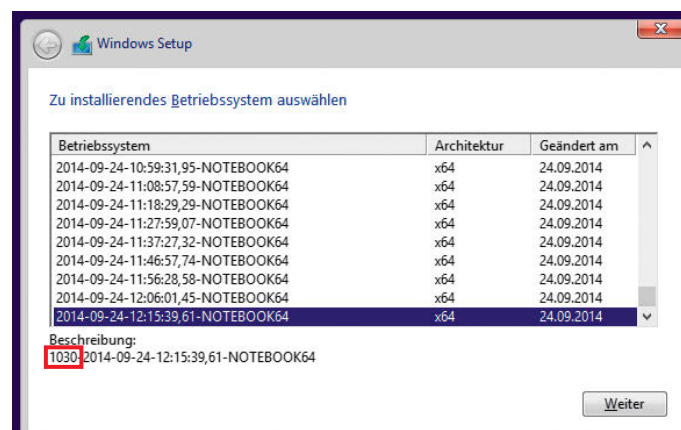 Windows Setup
Zu installierendes Betriebssystem auswählen
Betriebssystem Architektur Geändert am
2014-09-24-10:59:31,95-NOTEBOOK64 x64 24.09.2014
2014-09-24-11:08:57,59-NOTEBOOK64 x64 24.09.2014
2014-09-24-11:18:29,29-NOTEBOOK64 x64 24.09.2014
2014-09-24-11:27:59,07-NOTEBOOK64 x64 24.09.2014
2014-09-24-11:37:27,32-NOTEBOOK64 x64 24.09.2014
2014-09-24-11:46:57,74-NOTEBOOK64 x64 24.09.2014
2014-09-24-11:56:28,58-NOTEBOOK64 x64 24.09.2014
2014-09-24-12:06:01,45-NOTEBOOK64 x64 24.09.2014
2014-09-24-12:15:39,61-NOTEBOOK64 x64 24.09.2014
Beschreibung:
1030-2014-09-24-12:15:39,61-NOTEBOOK64
Weiter